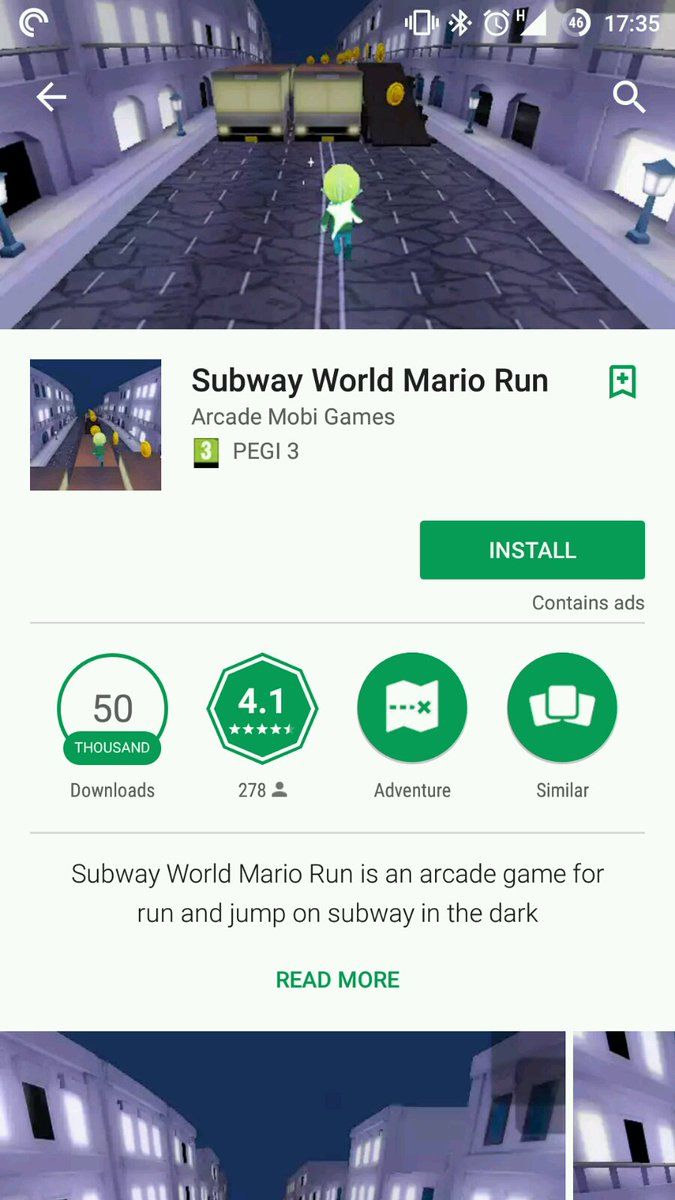 H 46 17:35
Subway World Mario Run
Arcade Mobi Games
3 PEGI 3
INSTALL
Contains ads
50
THOUSAND
Downloads
4.1
278
Adventure
Similar
Subway World Mario Run is an arcade game for
run and jump on subway in the dark
READ MORE